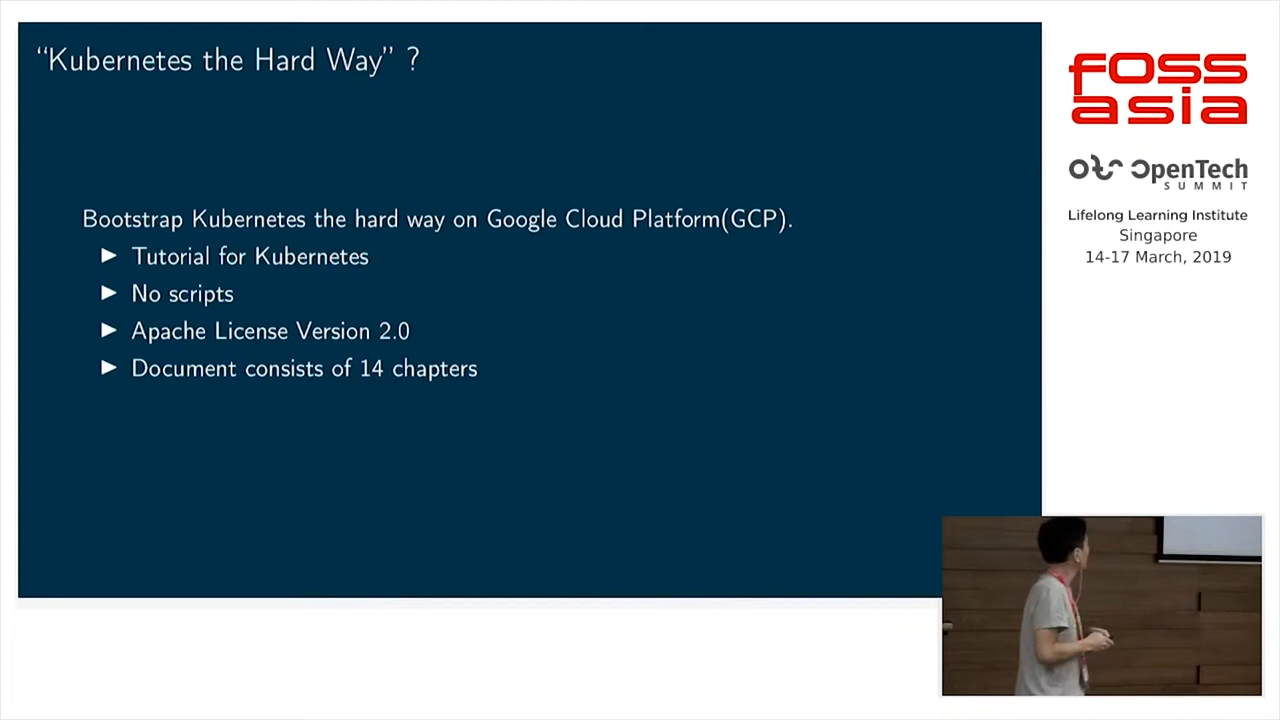 “Kubernetes the Hard Way” ?
Bootstrap Kubernetes the hard way on Google Cloud Platform(GCP).
► Tutorial for Kubernetes
► No scripts
► Apache License Version 2.0
► Document consists of 14 chapters
fOSS
asia
OpenTech
SUMMIT
Lifelong Learning Institute
Singapore
14-17 March, 2019